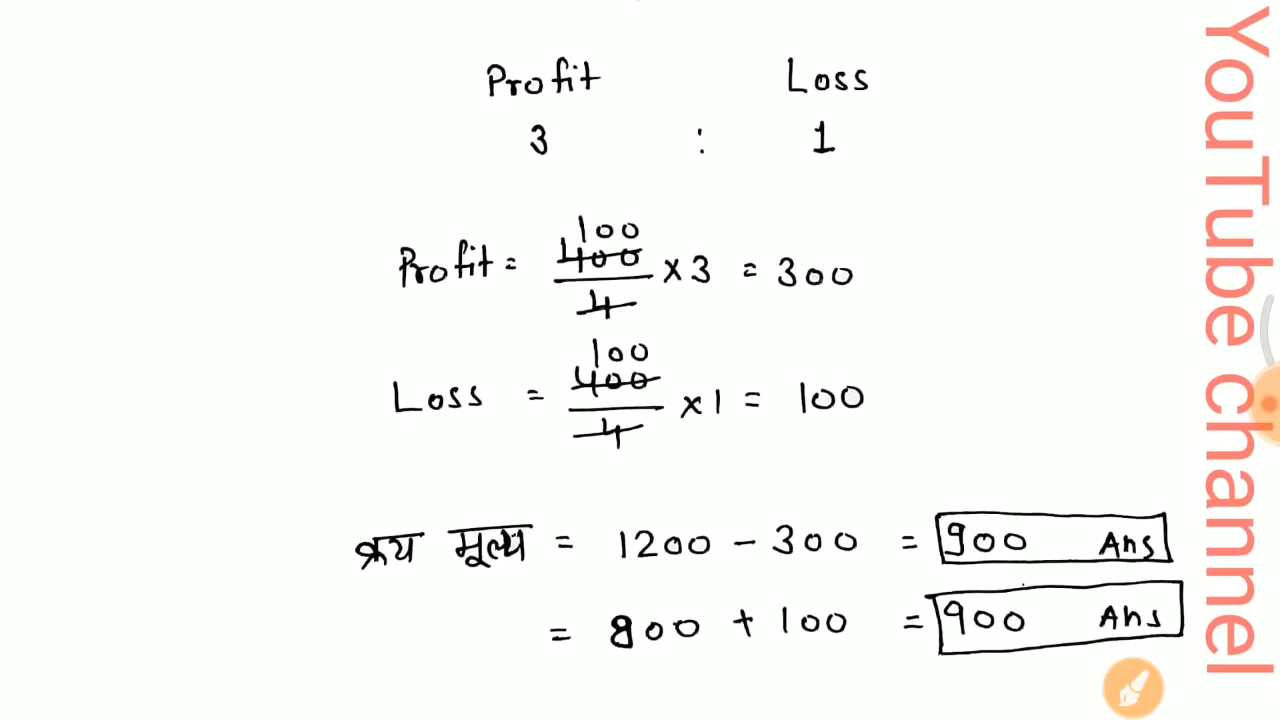 Profit Loss
3 : 1
100
Profit = 400/4 × 3 = 300
100
Loss = 400/4 × 1 = 100
क्रय मूल्य = 1200 - 300 = 900 Ans
= 800 + 100 = 900 Ans
YouTube channel